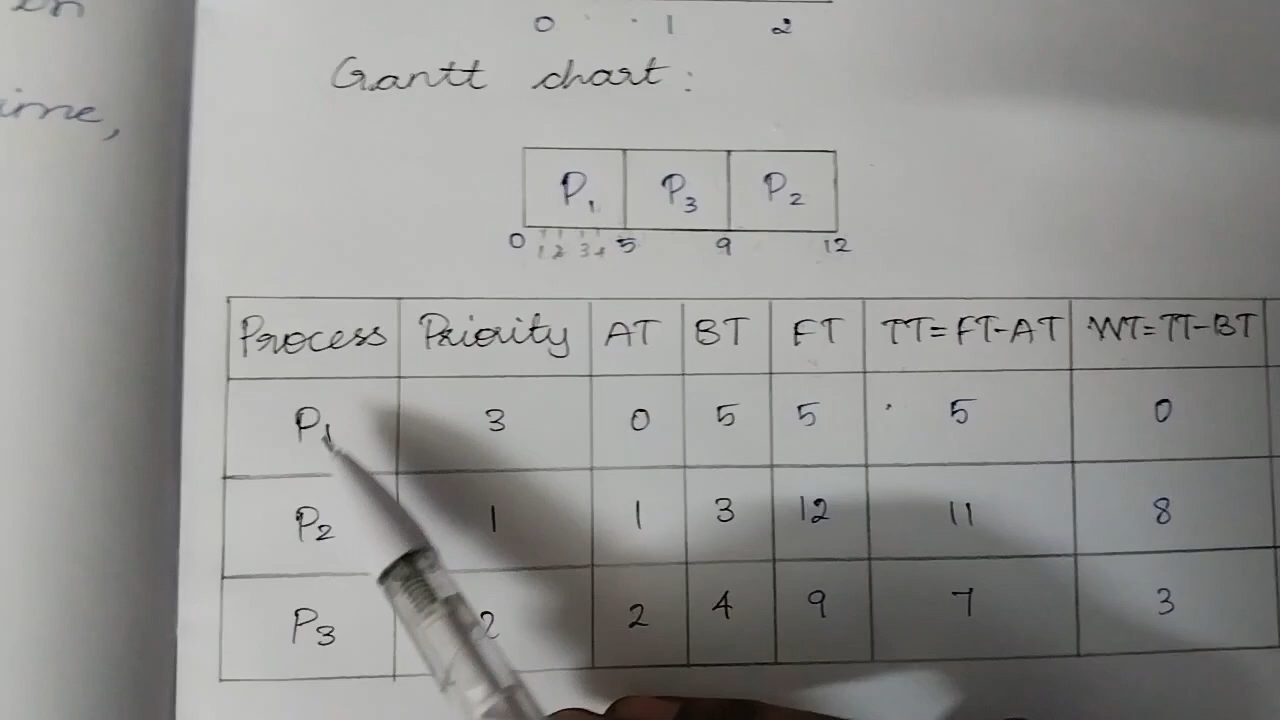 0 1 2
Gantt chart:
ime,
P1 P3 P2
0 1 2 3 4 5 9 12
Process Priority AT BT FT TT=FT-AT WT=TT-BT
P1 3 0 5 5 5 0
P2 1 1 3 12 11 8
P3 2 2 4 9 7 3